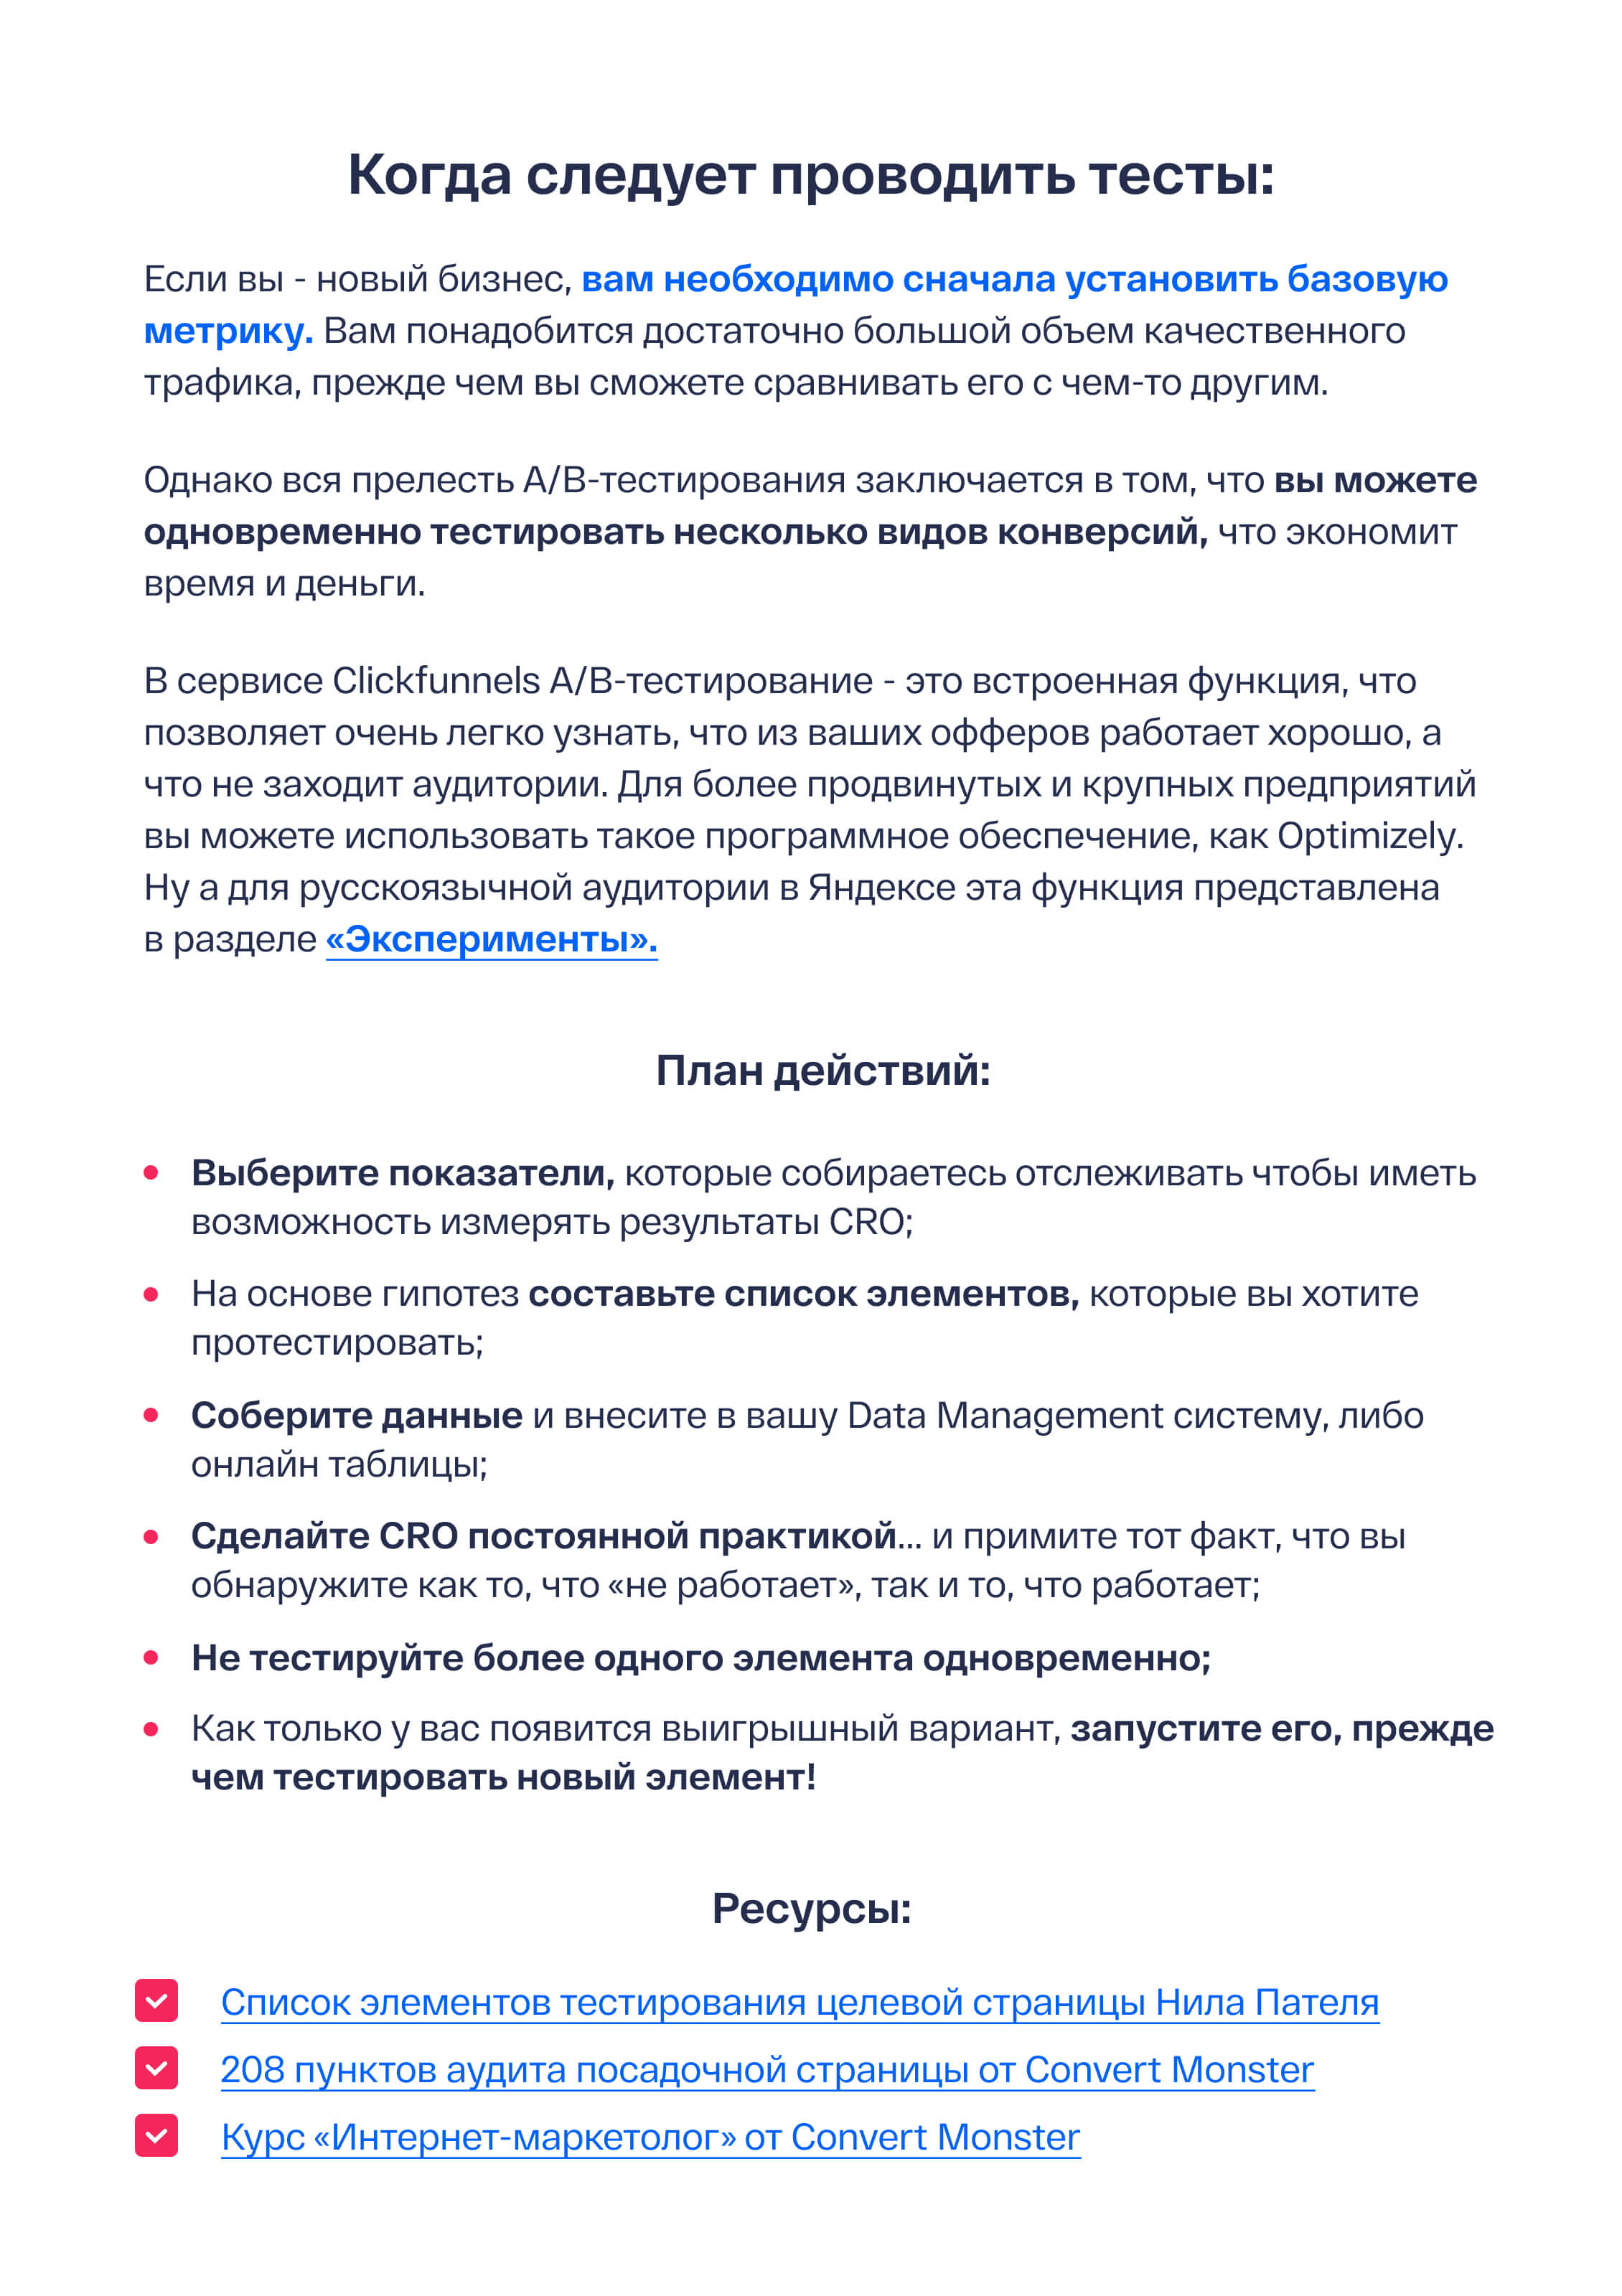 Когда следует проводить тесты:
Если вы - новый бизнес, вам необходимо сначала установить базовую
метрику. Вам понадобится достаточно большой объем качественного
трафика, прежде чем вы сможете сравнивать его с чем-то другим.
Однако вся прелесть A/B-тестирования заключается в том, что вы можете
одновременно тестировать несколько видов конверсий, что экономит
время и деньги.
В сервисе Clickfunnels A/B-тестирование - это встроенная функция, что
позволяет очень легко узнать, что из ваших офферов работает хорошо, а
что не заходит аудитории. Для более продвинутых и крупных предприятий
вы можете использовать такое программное обеспечение, как Optimizely.
Ну а для русскоязычной аудитории в Яндексе эта функция представлена
в разделе «Эксперименты».
План действий:
Выберите показатели, которые собираетесь отслеживать чтобы иметь
возможность измерять результаты CRO;
На основе гипотез составьте список элементов, которые вы хотите
протестировать;
Соберите данные и внесите в вашу Data Management систему, либо
онлайн таблицы;
Сделайте CRO постоянной практикой... и примите тот факт, что вы
обнаружите как то, что «не работает», так и то, что работает;
Не тестируйте более одного элемента одновременно;
Как только у вас появится выигрышный вариант, запустите его, прежде
чем тестировать новый элемент!
Ресурсы:
Список элементов тестирования целевой страницы Нила Пателя
208 пунктов аудита посадочной страницы от Convert Monster
Курс «Интернет-маркетолог» от Convert Monster